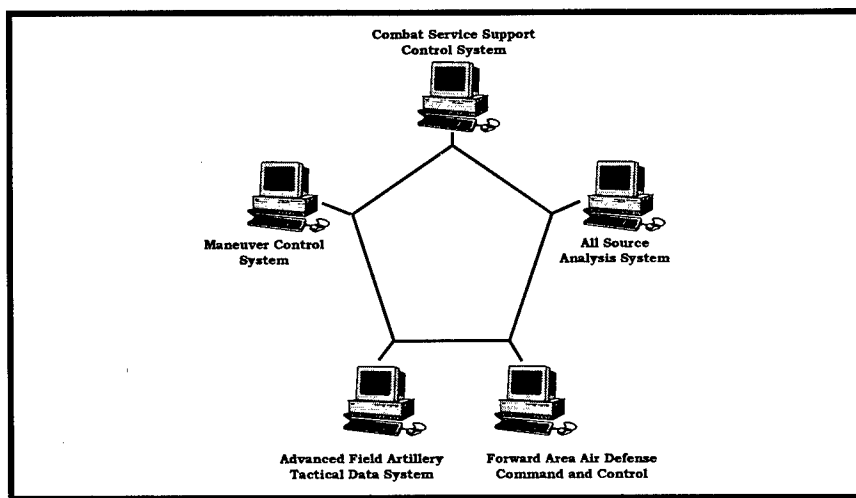 Combat Service Support
Control System
Maneuver Control
System
All Source
Analysis System
Advanced Field Artillery
Tactical Data System
Forward Area Air Defense
Command and Control